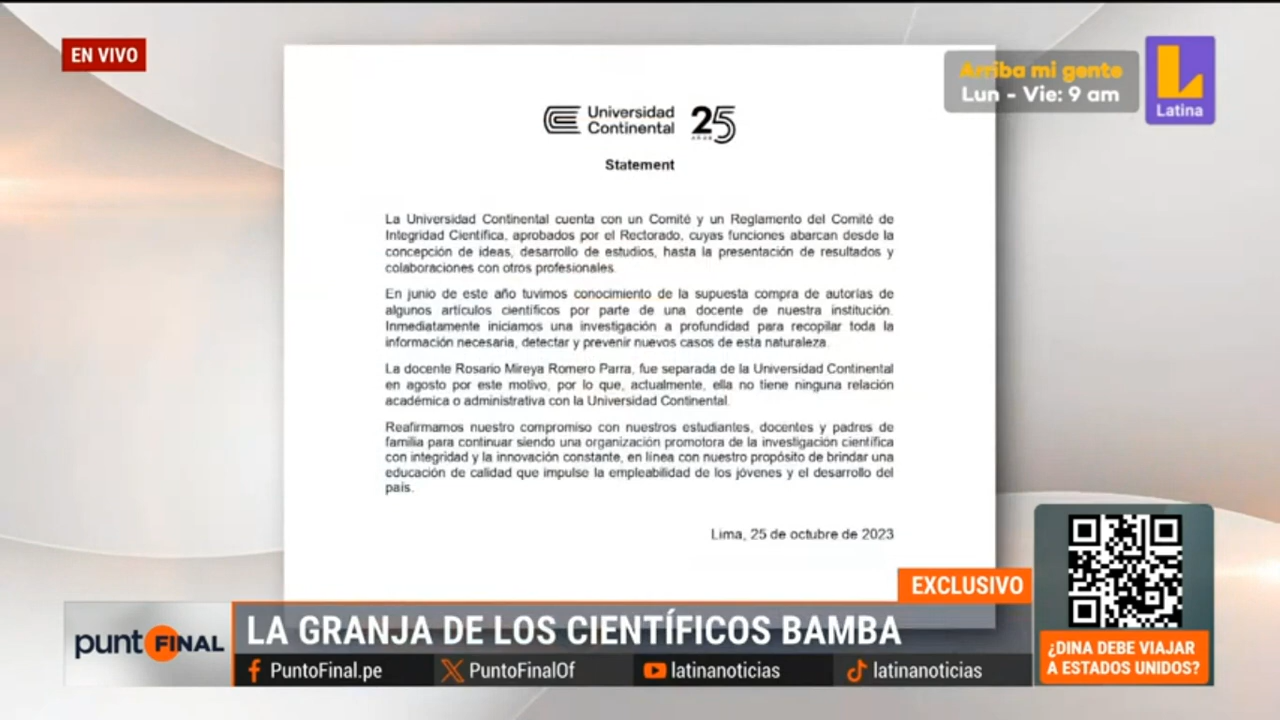 EN VIVO
Arriba mi gente
Lun - Vie: 9 am
Latina
Universidad
Continental
25
AÑOS
Statement
La Universidad Continental cuenta con un Comité y un Reglamento del Comité de
Integridad Científica, aprobados por el Rectorado, cuyas funciones abarcan desde la
concepción de ideas, desarrollo de estudios, hasta la presentación de resultados y
colaboraciones con otros profesionales.
En junio de este año tuvimos conocimiento de la supuesta compra de autorías de
algunos artículos científicos por parte de una docente de nuestra institución.
Inmediatamente iniciamos una investigación a profundidad para recopilar toda la
información necesaria, detectar y prevenir nuevos casos de esta naturaleza.
La docente Rosario Mireya Romero Parra, fue separada de la Universidad Continental
en agosto por este motivo, por lo que, actualmente, ella no tiene ninguna relación
académica o administrativa con la Universidad Continental.
Reafirmamos nuestro compromiso con nuestros estudiantes, docentes y padres de
familia para continuar siendo una organización promotora de la investigación científica
con integridad y la innovación constante, en línea con nuestro propósito de brindar una
educación de calidad que impulse la empleabilidad de los jóvenes y el desarrollo del
país.
Lima, 25 de octubre de 2023
EXCLUSIVO
punto FINAL
LA GRANJA DE LOS CIENTÍFICOS BAMBA
PuntoFinal.pe
PuntoFinalOf
latinanoticias
latinanoticias
¿DINA DEBE VIAJAR
A ESTADOS UNIDOS?